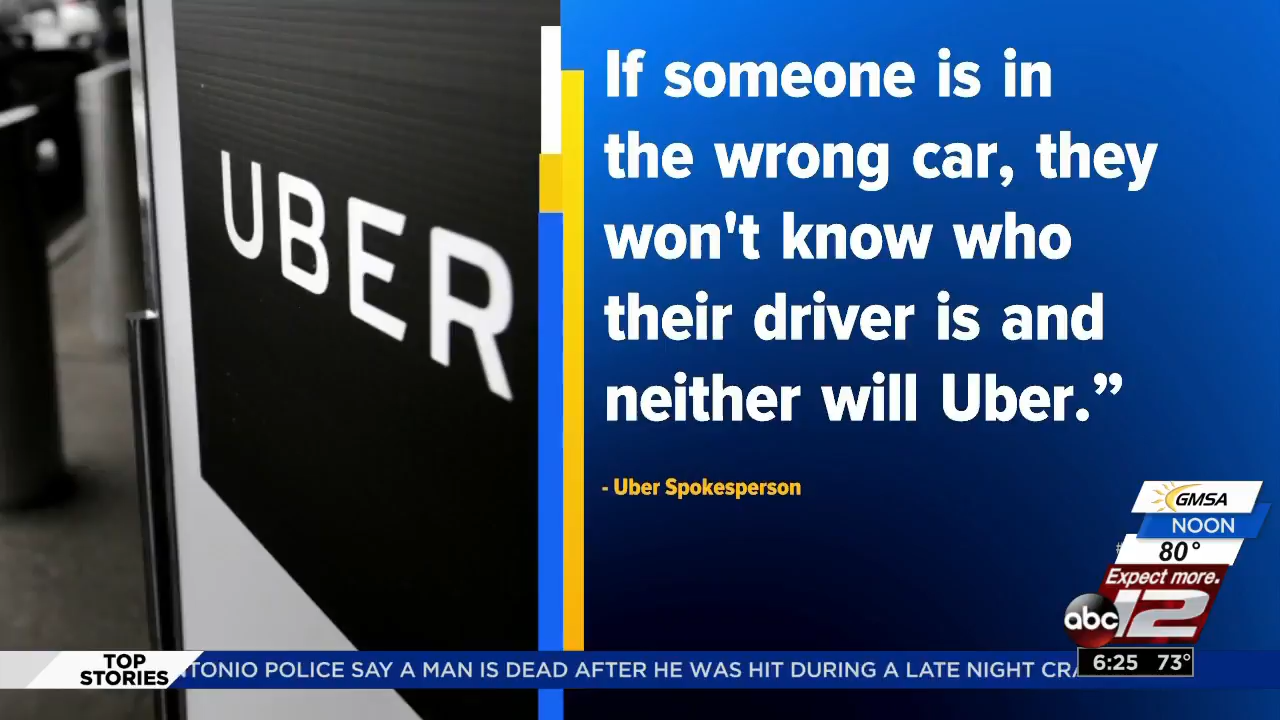 UBER
If someone is in
the wrong car, they
won't know who
their driver is and
neither will Uber.”
- Uber Spokesperson
GMSA
NOON
80°
Expect more.
abc 12
6:25 73°
TOP
STORIES
TONIO POLICE SAY A MAN IS DEAD AFTER HE WAS HIT DURING A LATE NIGHT